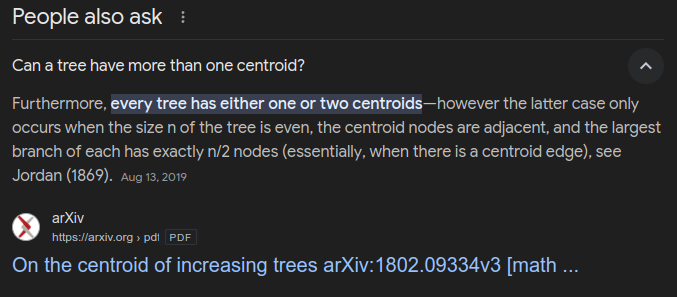 People also ask
Can a tree have more than one centroid?
Furthermore, every tree has either one or two centroids—however the latter case only
occurs when the size n of the tree is even, the centroid nodes are adjacent, and the largest
branch of each has exactly n/2 nodes (essentially, when there is a centroid edge), see
Jordan (1869). Aug 13, 2019
arXiv
https://arxiv.org › pdf PDF
On the centroid of increasing trees arXiv:1802.09334v3 [math ...